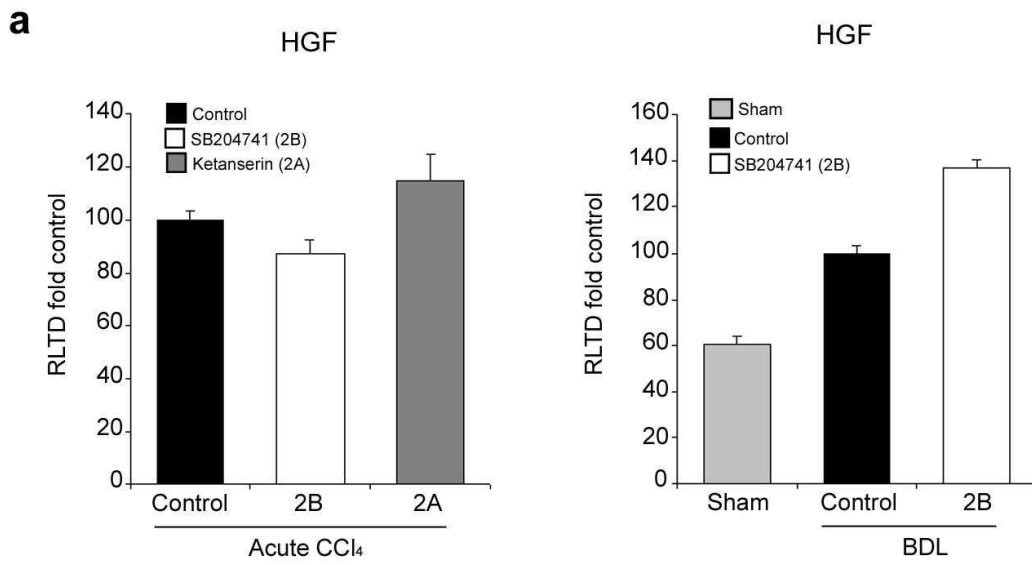 a
HGF
RLTD fold control
140
120
100
80
60
40
20
0
Control
SB204741 (2B)
Ketanserin (2A)
Control 2B 2A
Acute CCl₄
HGF
RLTD fold control
160
140
120
100
80
60
40
20
0
Sham
Control
SB204741 (2B)
Sham Control 2B
BDL